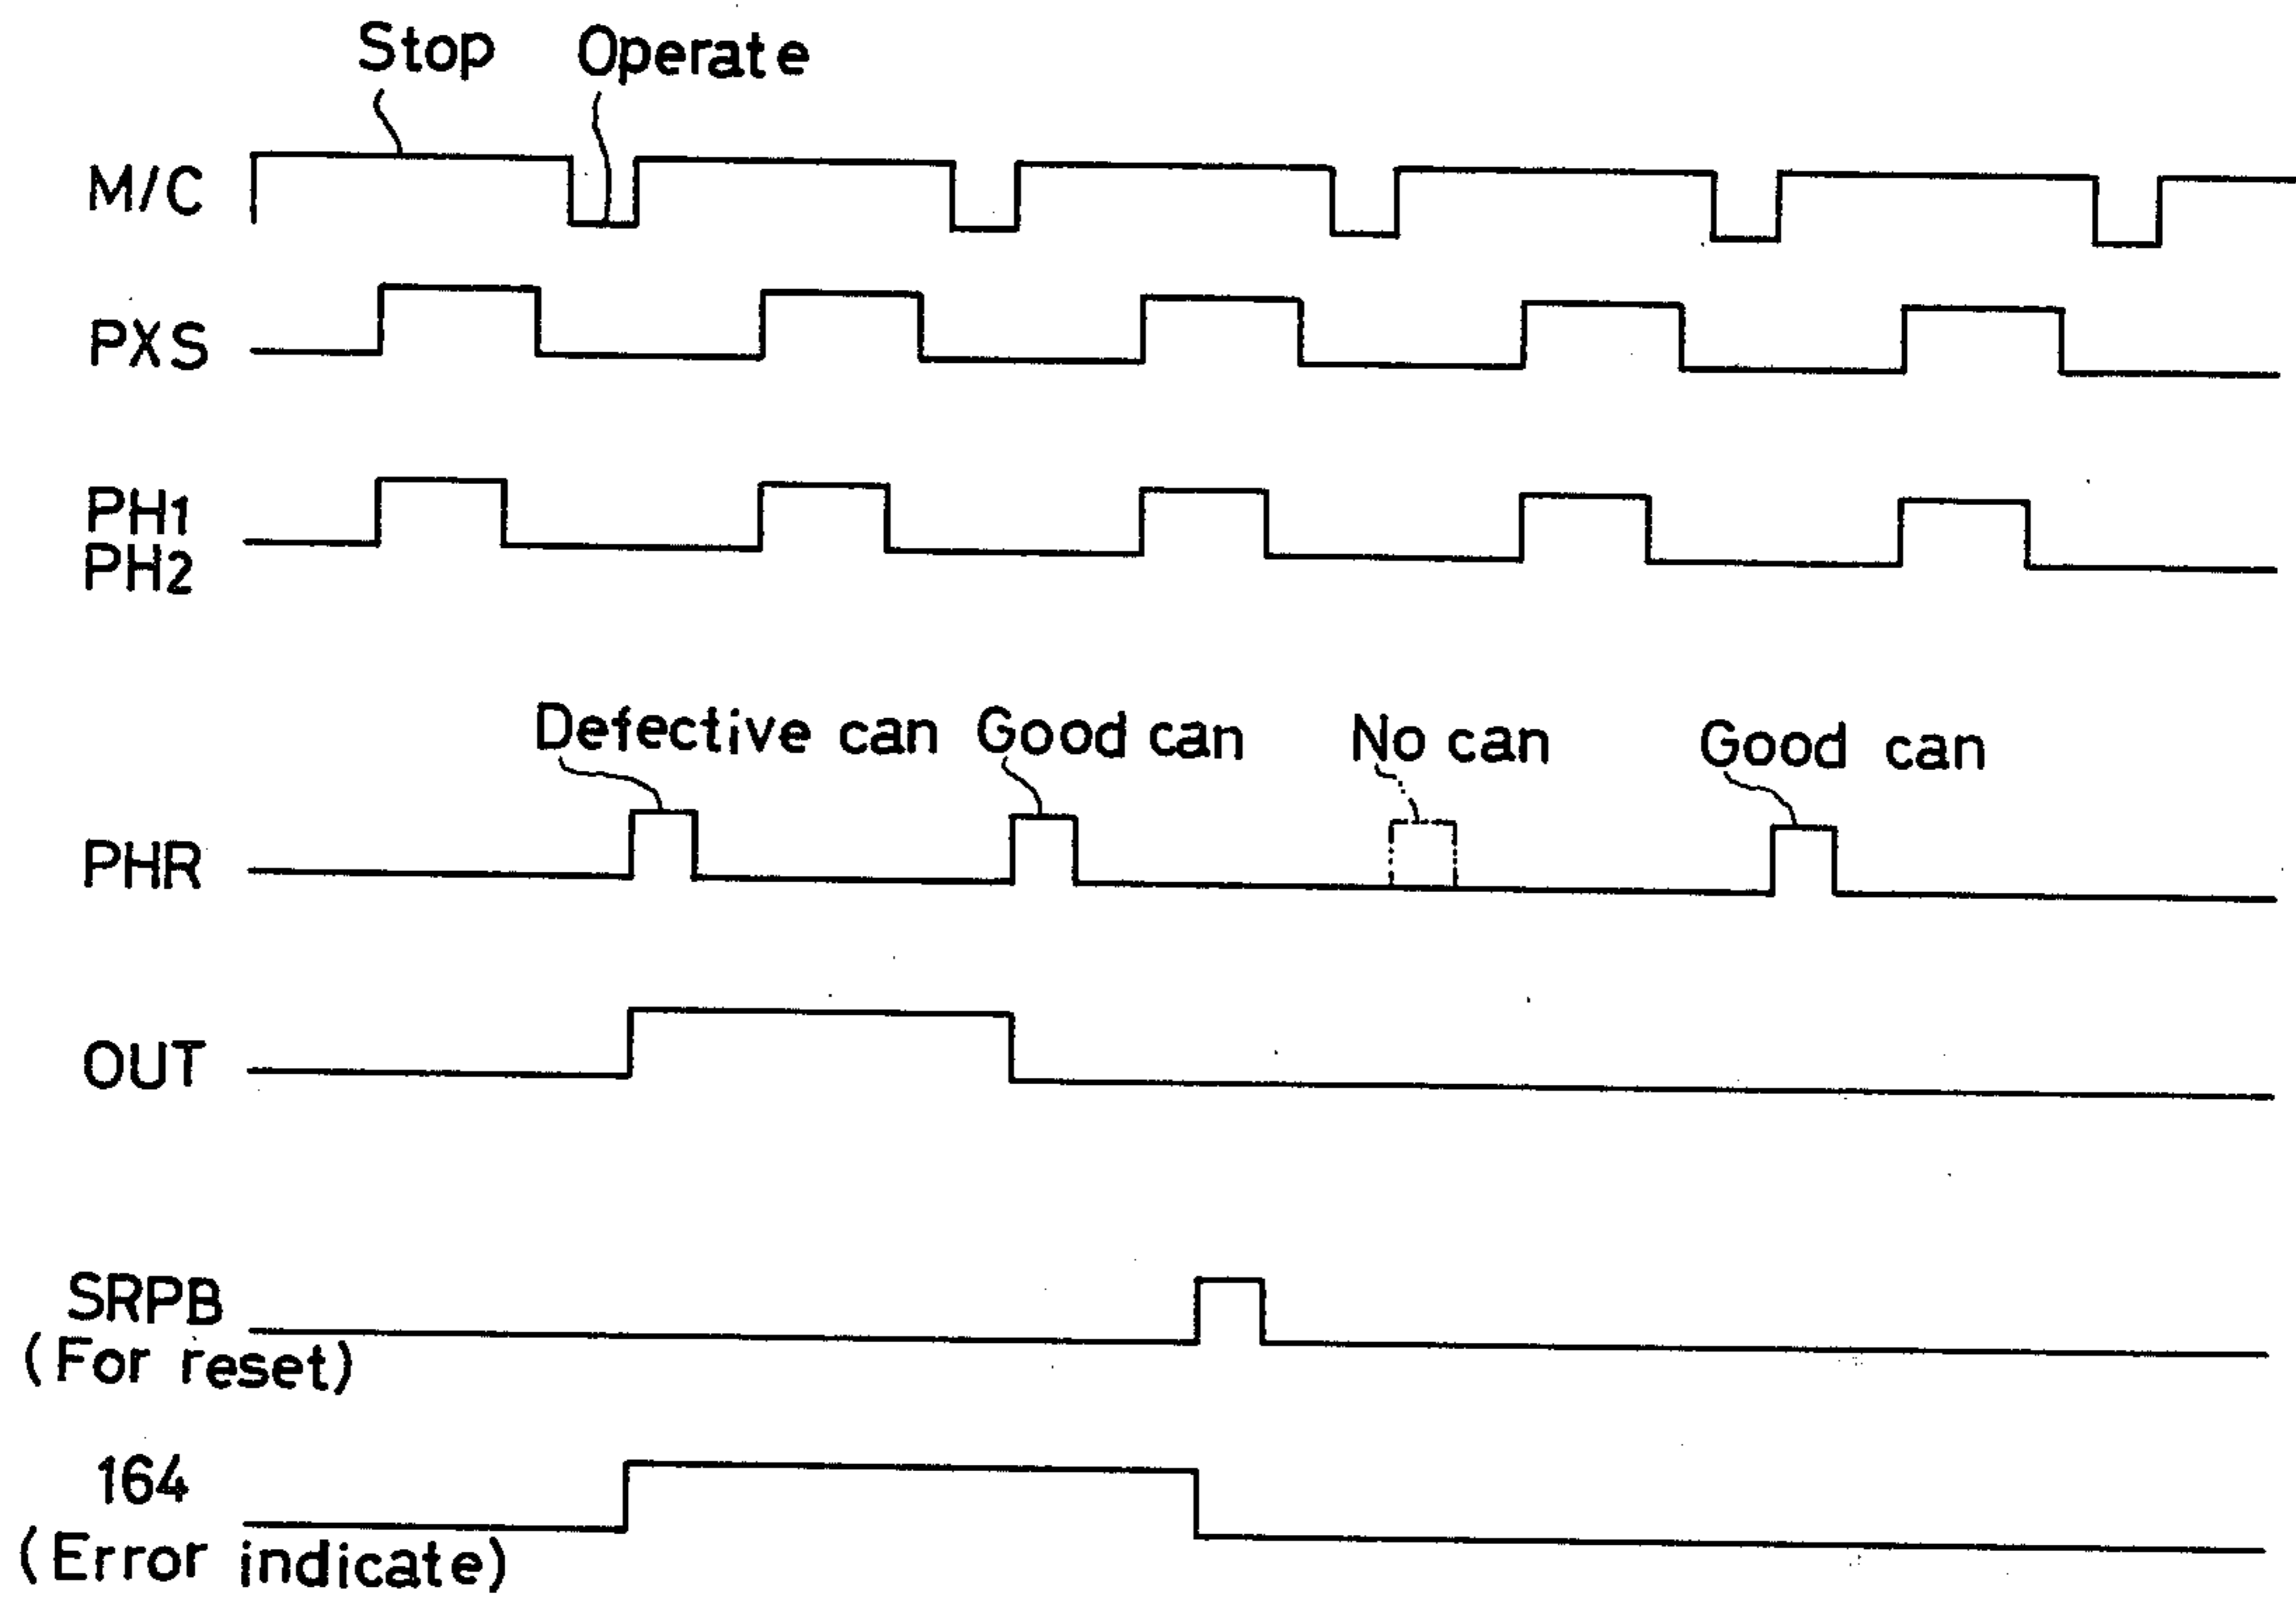 Stop Operate
M/C
PXS
PH1
PH2
Defective can Good can No can Good can
PHR
OUT
SRPB
(For reset)
164
(Error indicate)